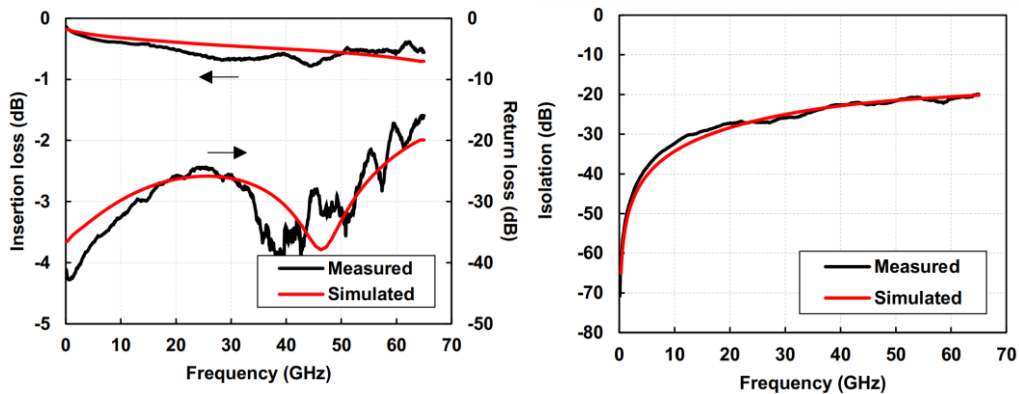 0
-1
-2
-3
-4
-5
Insertion loss (dB)
0
-10
-20
-30
-40
-50
Return loss (dB)
Measured
Simulated
0 10 20 30 40 50 60 70
Frequency (GHz)
0
-10
-20
-30
-40
-50
-60
-70
-80
Isolation (dB)
Measured
Simulated
0 10 20 30 40 50 60 70
Frequency (GHz)